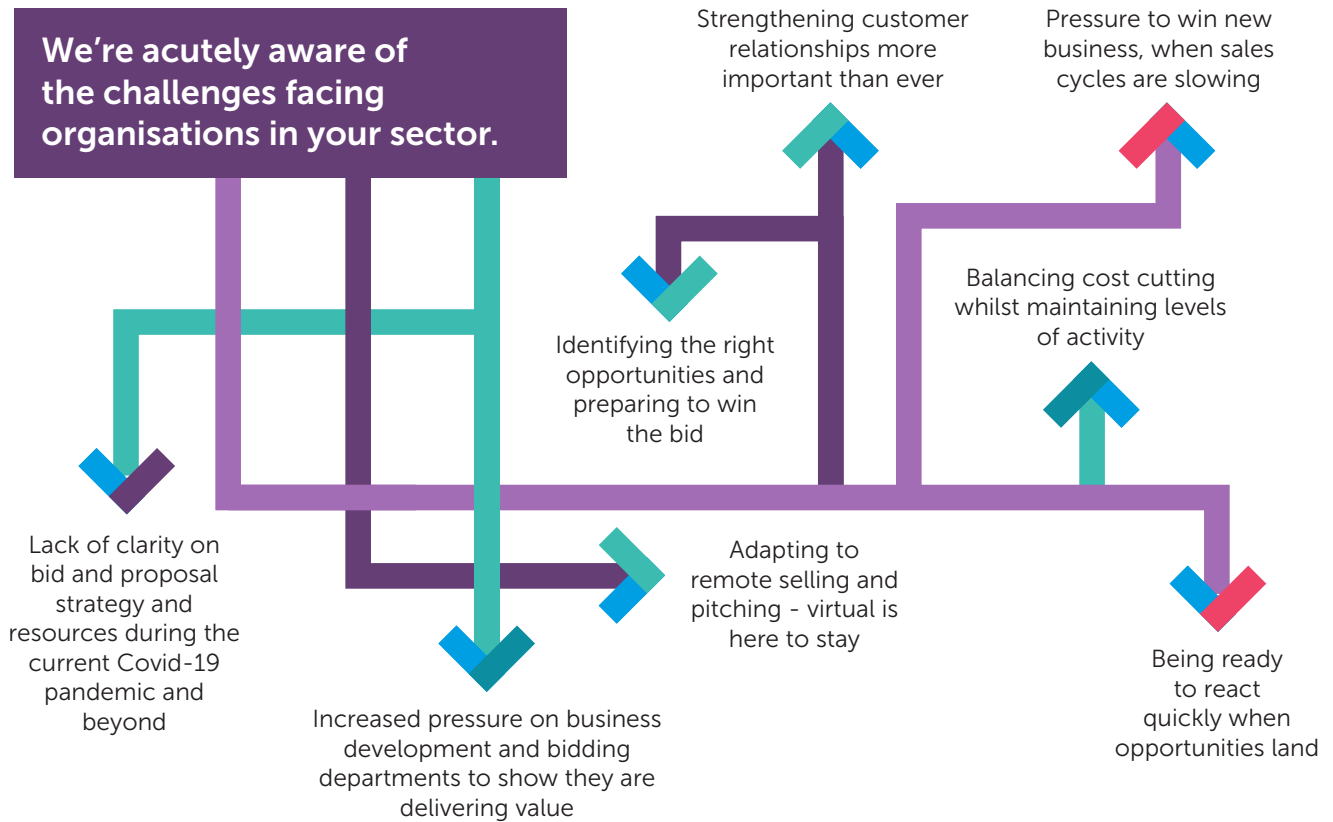 We’re acutely aware of
the challenges facing
organisations in your sector.
Strengthening customer
relationships more
important than ever
Pressure to win new
business, when sales
cycles are slowing
Identifying the right
opportunities and
preparing to win
the bid
Balancing cost cutting
whilst maintaining levels
of activity
Lack of clarity on
bid and proposal
strategy and
resources during the
current Covid-19
pandemic and
beyond
Adapting to
remote selling and
pitching - virtual is
here to stay
Increased pressure on business
development and bidding
departments to show they are
delivering value
Being ready
to react
quickly when
opportunities land